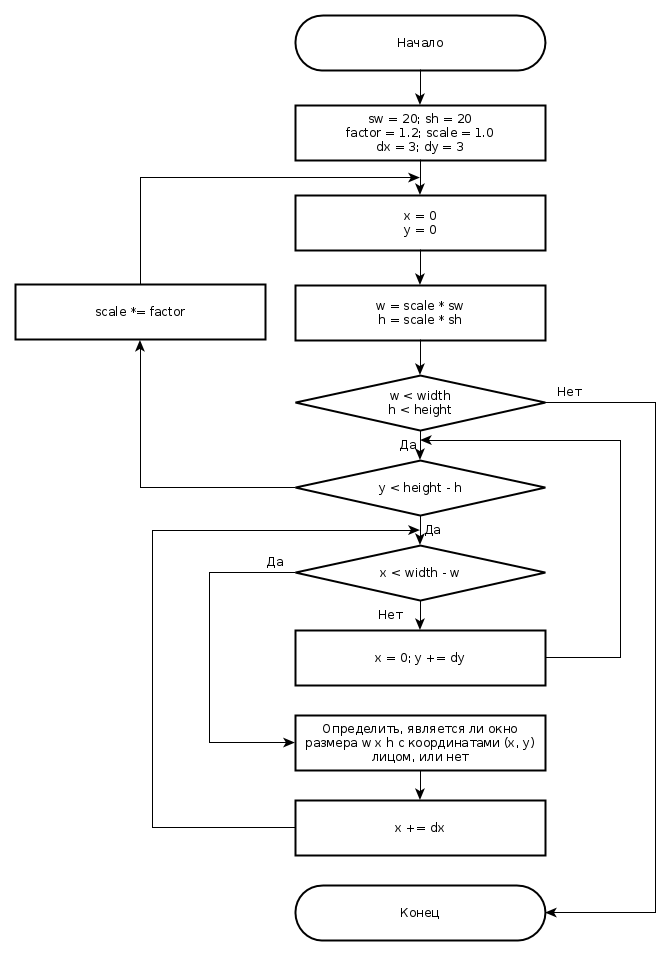 Начало
sw = 20; sh = 20
factor = 1.2; scale = 1.0
dx = 3; dy = 3
x = 0
y = 0
scale *= factor
w = scale * sw
h = scale * sh
w < width
h < height
Нет
Да
y < height - h
Да
x < width - w
Да
Нет
x = 0; y += dy
Определить, является ли окно
размера w x h с координатами (x, y)
лицом, или нет
x += dx
Конец